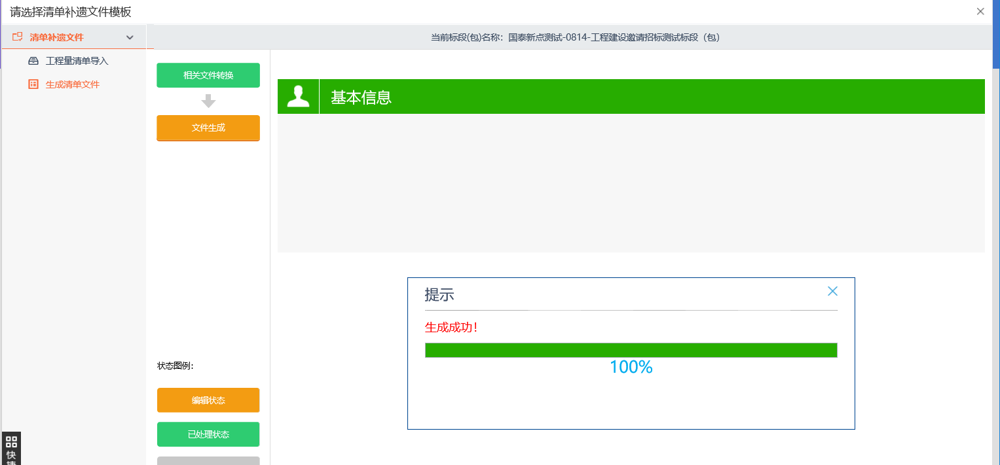 请选择清单补遗文件模板
清单补遗文件
当前标段(包)名称：国泰新点测试-0814-工程建设邀请招标测试标段（包）
工程量清单导入
生成清单文件
相关文件转换
文件生成
基本信息
提示
生成成功！
100%
状态图例：
编辑状态
已处理状态
快